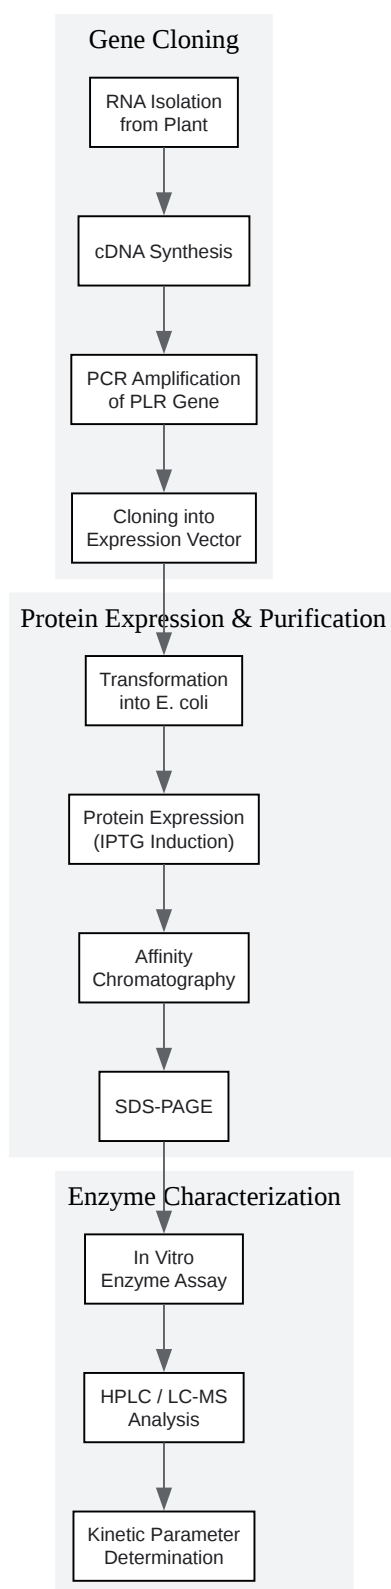 Gene Cloning
RNA Isolation
from Plant
cDNA Synthesis
PCR Amplification
of PLR Gene
Cloning into
Expression Vector
Protein Expression & Purification
Transformation
into E. coli
Protein Expression
(IPTG Induction)
Affinity
Chromatography
SDS-PAGE
Enzyme Characterization
In Vitro
Enzyme Assay
HPLC / LC-MS
Analysis
Kinetic Parameter
Determination